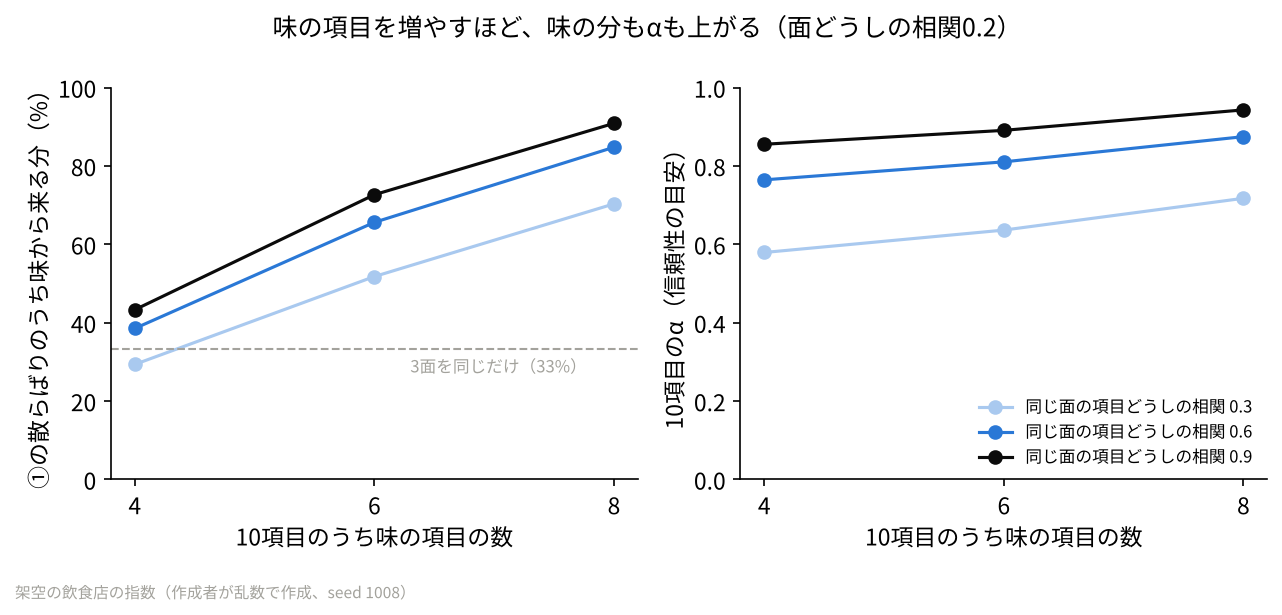 味の項目を増やすほど、味の分もαも上がる（面どうしの相関0.2）
①の散らばりのうち味から来る分（%）
100
80
60
40
20
0
3面を同じだけ（33%）
4
6
8
10項目のうち味の項目の数
10項目のα（信頼性の目安）
1.0
0.8
0.6
0.4
0.2
0.0
同じ面の項目どうしの相関 0.3
同じ面の項目どうしの相関 0.6
同じ面の項目どうしの相関 0.9
4
6
8
10項目のうち味の項目の数
架空の飲食店の指数（作成者が乱数で作成、seed 1008）